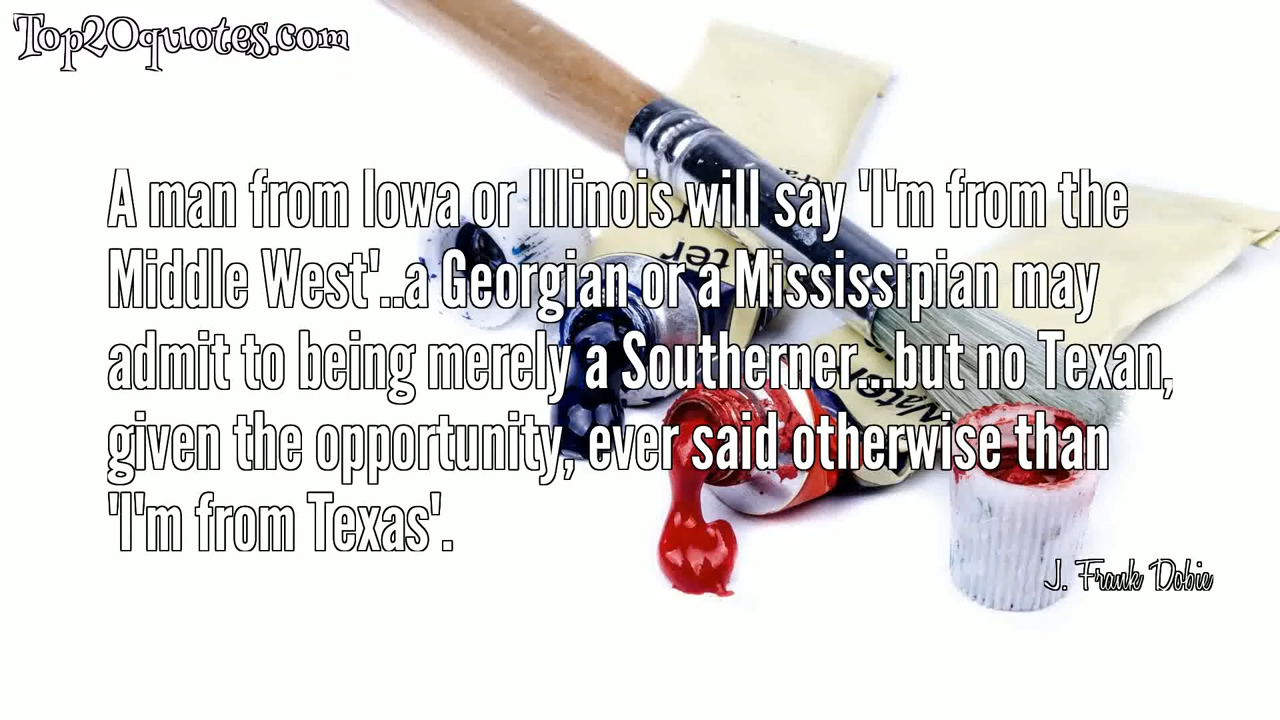 Top20quotes.com
A man from Iowa or Illinois will say 'I'm from the
Middle West'..a Georgian or a Mississipian may
admit to being merely a Southerner...but no Texan,
given the opportunity, ever said otherwise than
'I'm from Texas'.
J. Frank Dobie
Water